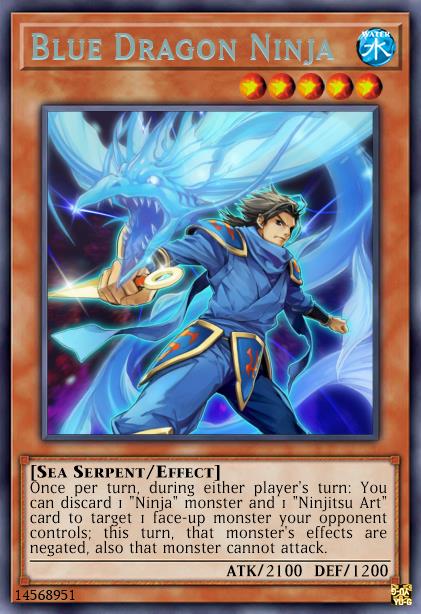 BLUE DRAGON NINJA
WATER
水
[SEA SERPENT/EFFECT]
Once per turn, during either player's turn: You
can discard 1 "Ninja" monster and 1 "Ninjitsu Art"
card to target 1 face-up monster your opponent
controls; this turn, that monster's effects are
negated, also that monster cannot attack.
ATK/2100 DEF/1200
14568951